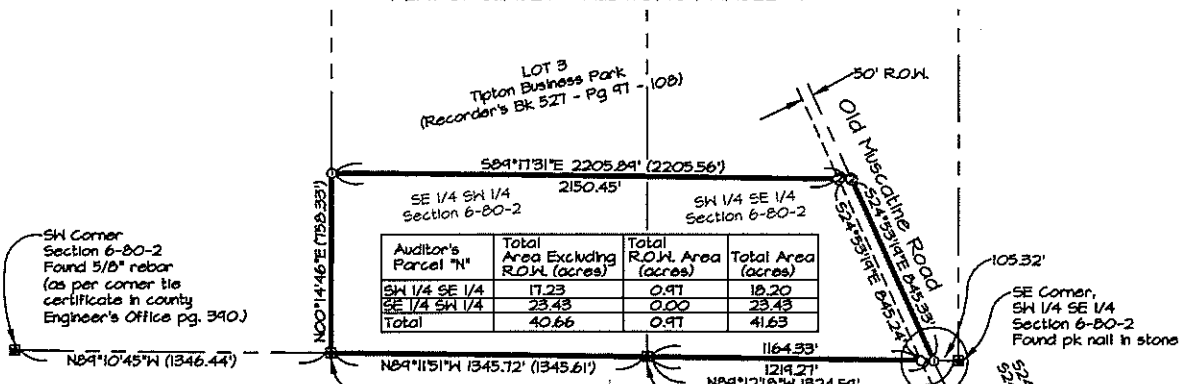 LOT 3
Tipton Business Park
(Recorder's Bk 527 - Pg 97 - 108)
50' R.O.W.
Old Muscatine Road
S89°17'31"E 2205.89' (2205.56')
2150.45'
SE 1/4 SW 1/4
Section 6-80-2
SW 1/4 SE 1/4
Section 6-80-2
N00°14'46"E (758.33')
S24°53'19"E 845.33'
S24°53'19"E 845.24'
SW Corner
Section 6-80-2
Found 5/8" rebar
(as per corner tie
certificate in county
Engineer's Office pg. 390.)
Auditor's Parcel "N" Total Area Excluding R.O.W. (acres) Total R.O.W. Area (acres) Total Area (acres)
SW 1/4 SE 1/4 17.23 0.97 18.20
SE 1/4 SW 1/4 23.43 0.00 23.43
Total 40.66 0.97 41.63
105.32'
SE Corner,
SW 1/4 SE 1/4
Section 6-80-2
Found pk nail in stone
N89°10'45"W (1346.44')
N89°11'51"W 1345.72' (1345.61')
1164.33'
1219.27'
N89°12'18"W 1324.59'